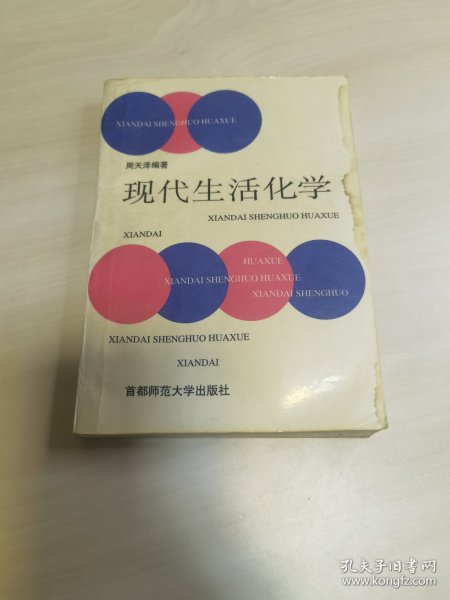 XIANDAI SHENGHUO HUAXUE
周天泽编著
现代生活化学
XIANDAI SHENGHUO HUAXUE
XIANDAI
HUAXUE
XIANDAI SHENGHUO HUAXUE
XIANDAI SHENGHUO
XIANDAI SHENGHUO HUAXUE
XIANDAI
首都师范大学出版社
孔夫子旧书网
www.kongfz.com